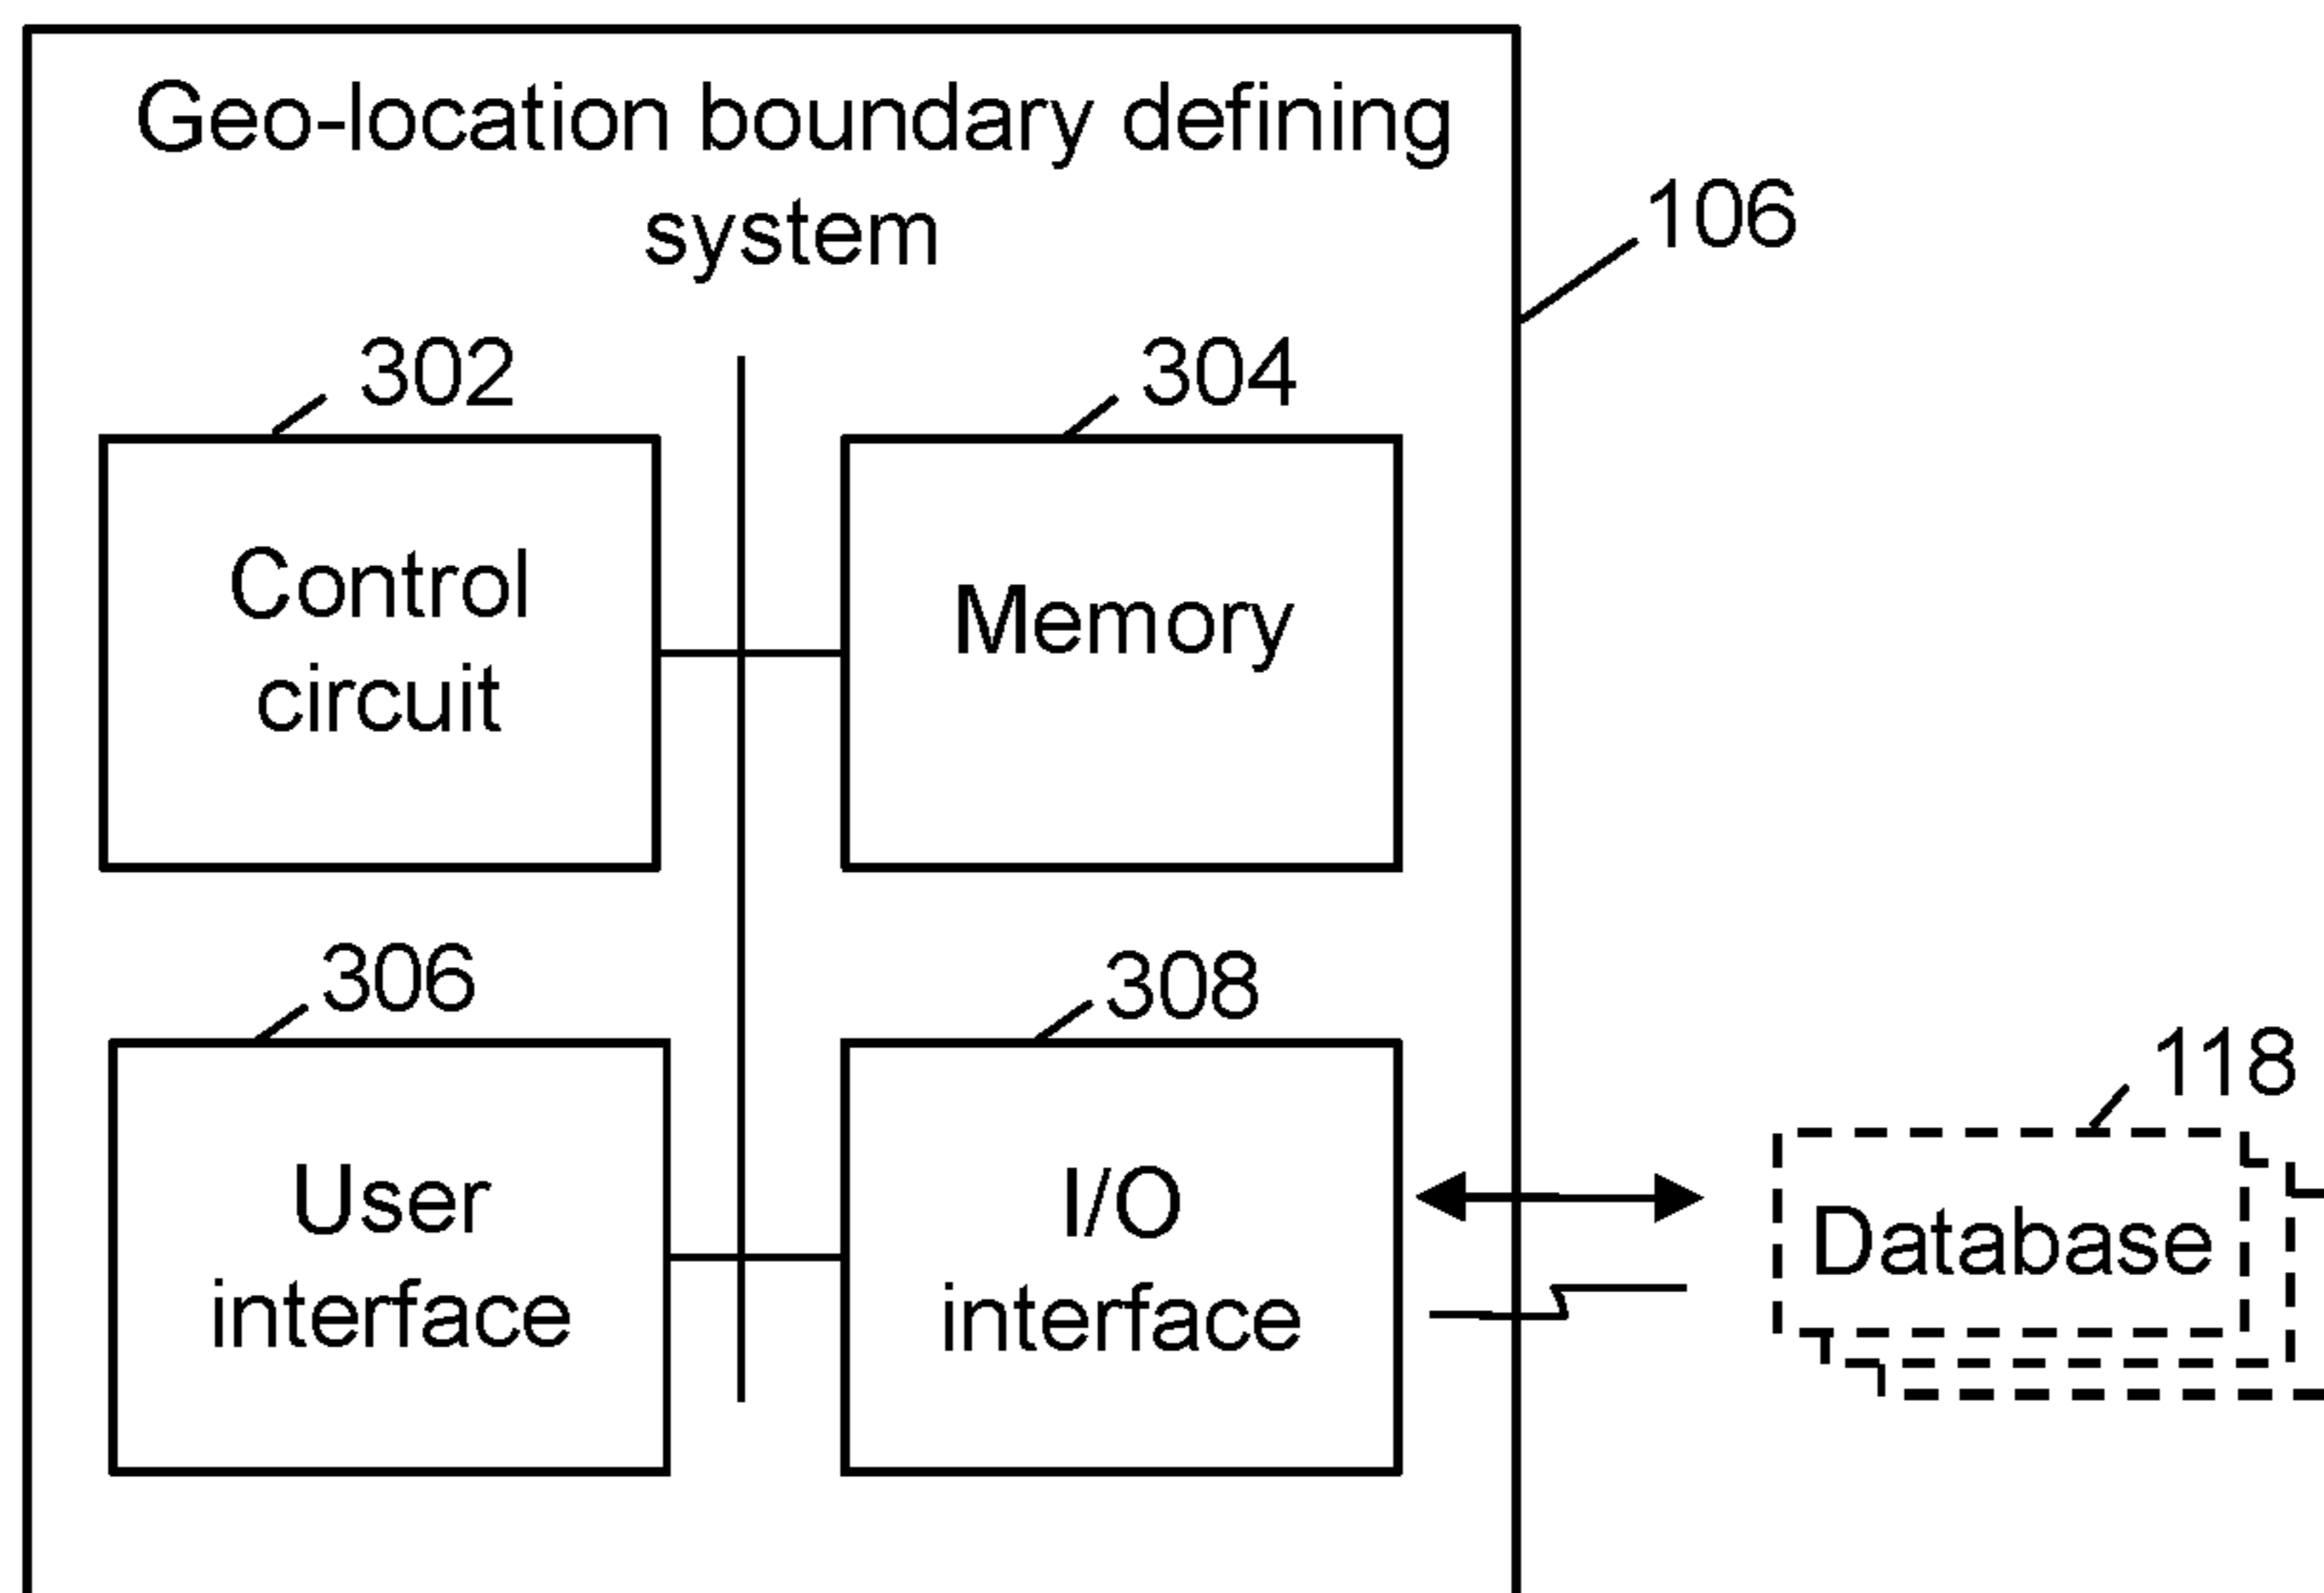 Geo-location boundary defining
system
106
302
304
Control
circuit
Memory
306
308
118
User
interface
I/O
interface
Database